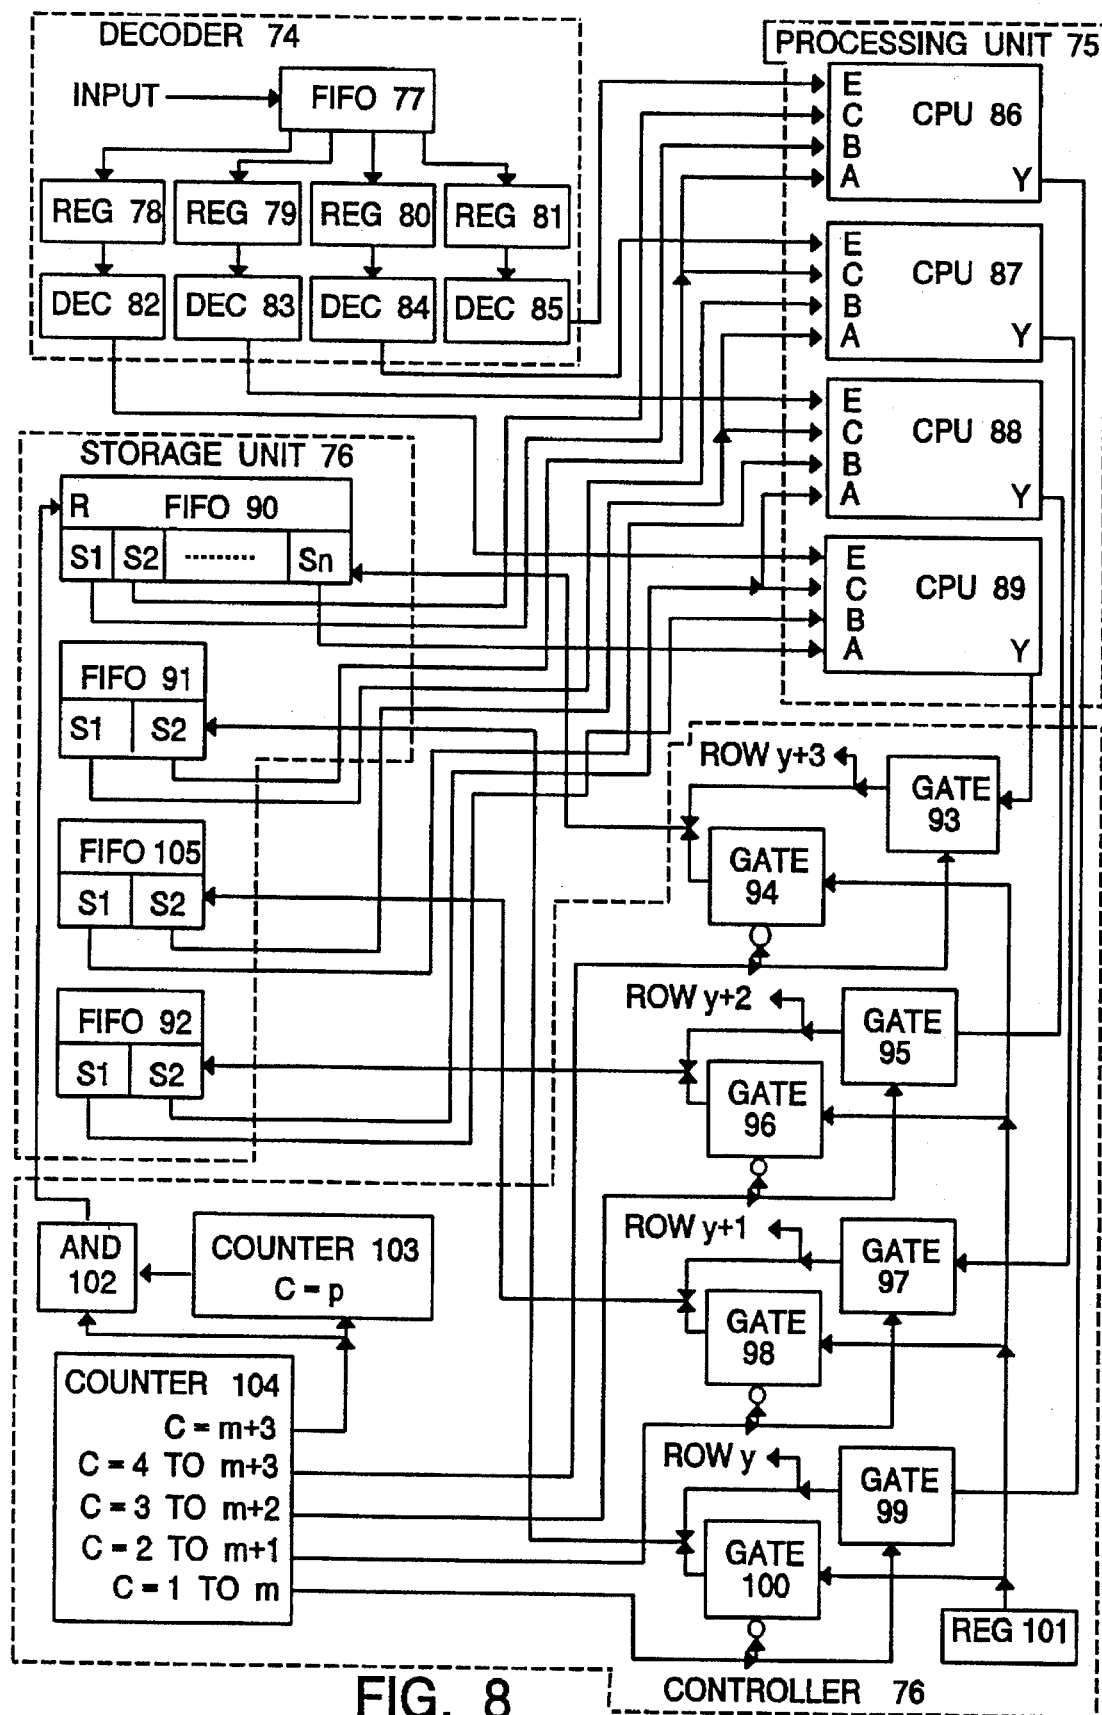 DECODER 74
INPUT
FIFO 77
REG 78
REG 79
REG 80
REG 81
DEC 82
DEC 83
DEC 84
DEC 85
PROCESSING UNIT 75
E
C
B
A
CPU 86
Y
E
C
B
A
CPU 87
Y
E
C
B
A
CPU 88
Y
E
C
B
A
CPU 89
Y
STORAGE UNIT 76
R
FIFO 90
S1
S2
.........
Sn
FIFO 91
S1
S2
FIFO 105
S1
S2
FIFO 92
S1
S2
ROW y+3
GATE
93
GATE
94
ROW y+2
GATE
95
GATE
96
ROW y+1
GATE
97
GATE
98
ROW y
GATE
99
GATE
100
REG 101
AND
102
COUNTER 103
C = p
COUNTER 104
C = m+3
C = 4 TO m+3
C = 3 TO m+2
C = 2 TO m+1
C = 1 TO m
CONTROLLER 76
FIG. 8